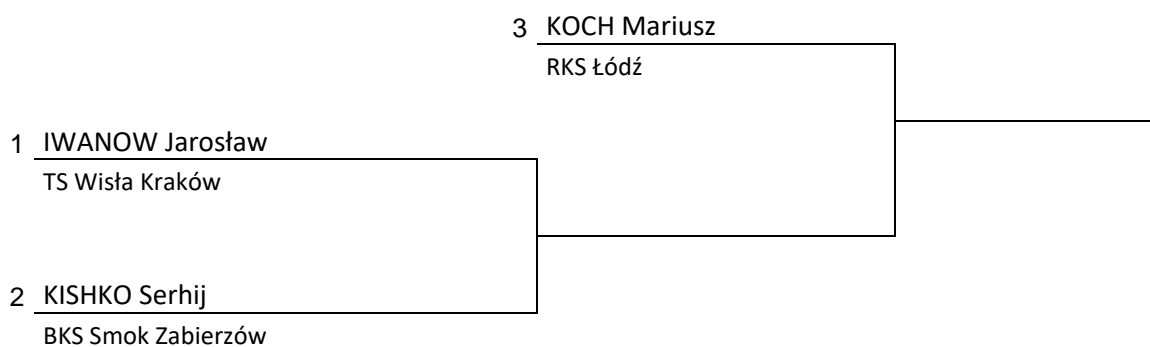 3 KOCH Mariusz
RKS Łódź
1 IWANOW Jarosław
TS Wisła Kraków
2 KISHKO Serhij
BKS Smok Zabierzów